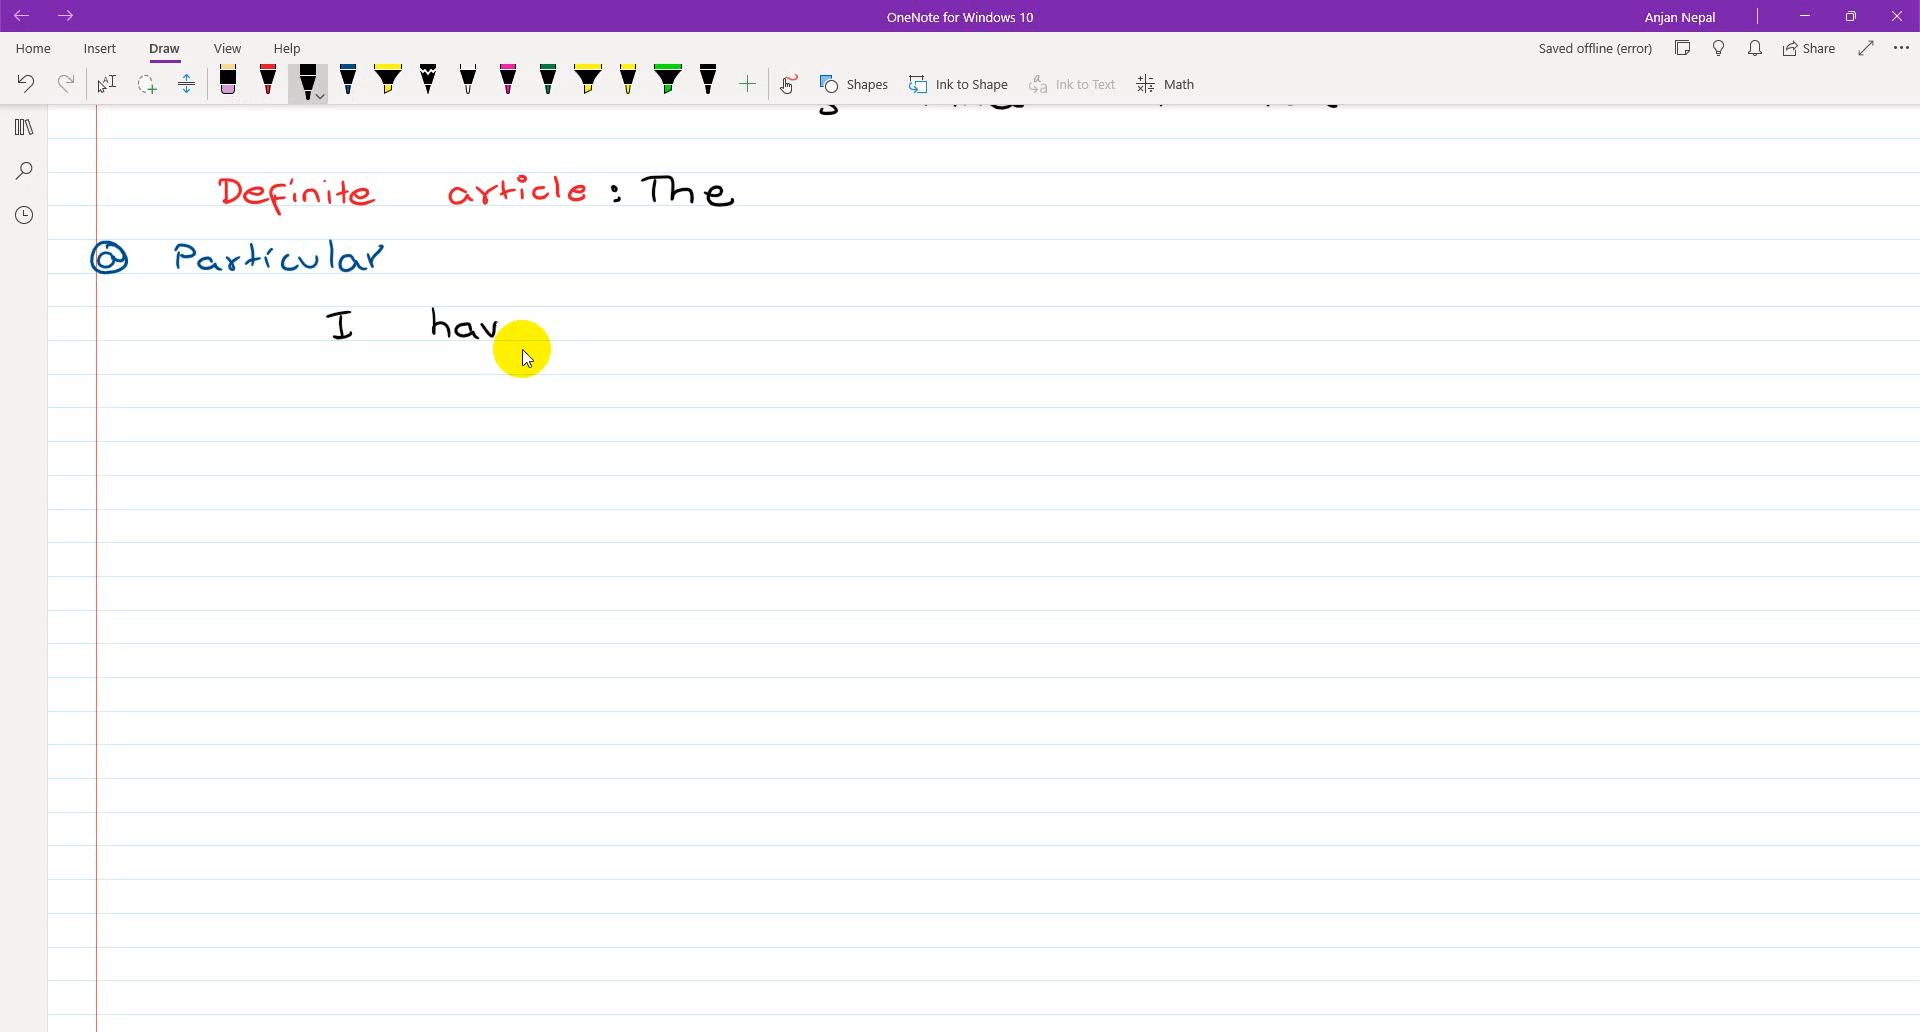 OneNote for Windows 10
Anjan Nepal
Home Insert Draw View Help
Saved offline (error) Share
Shapes Ink to Shape Ink to Text Math
Definite article : The
ⓐ Particular
I hav